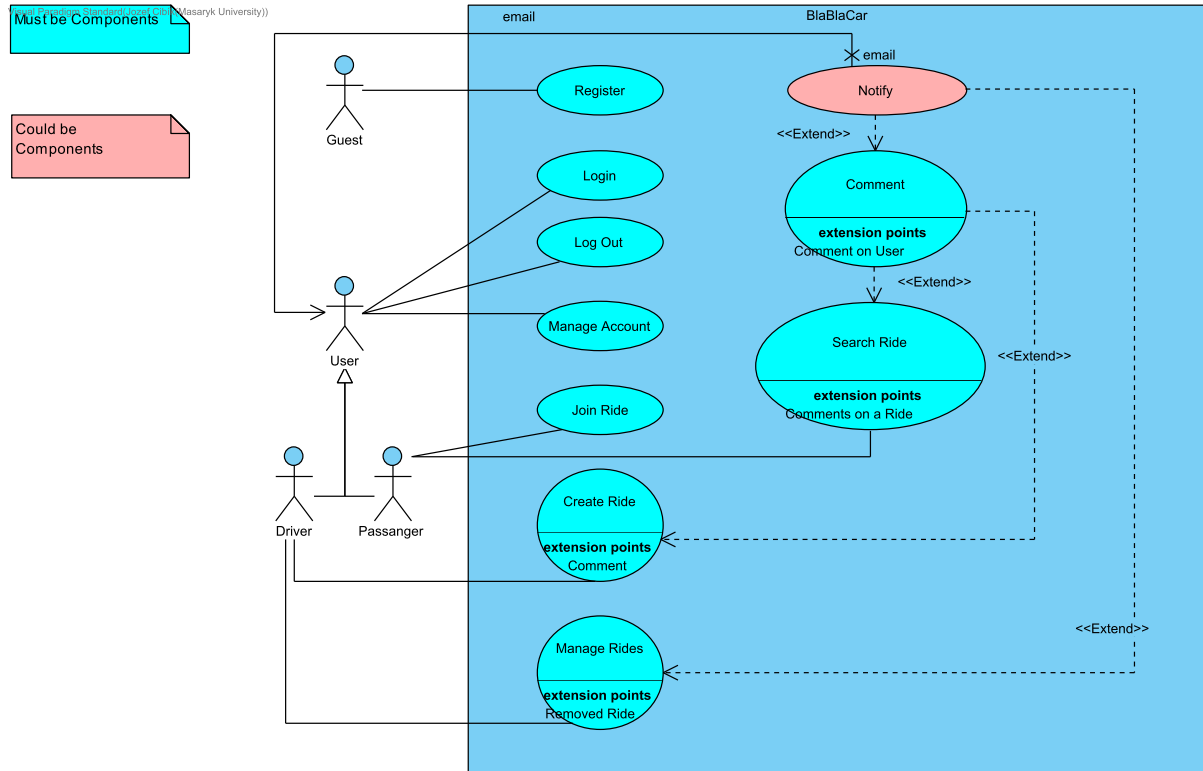 Visual Paradigm Standard(Jozef Cibík(Masaryk University))
Must be Components
email
BlaBlaCar
email
Notify
Register
Guest
Could be
Components
<<Extend>>
Login
Comment
extension points
Comment on User
Log Out
<<Extend>>
User
Manage Account
Search Ride
<<Extend>>
extension points
Comments on a Ride
Join Ride
Driver
Passanger
Create Ride
extension points
Comment
<<Extend>>
Manage Rides
extension points
Removed Ride